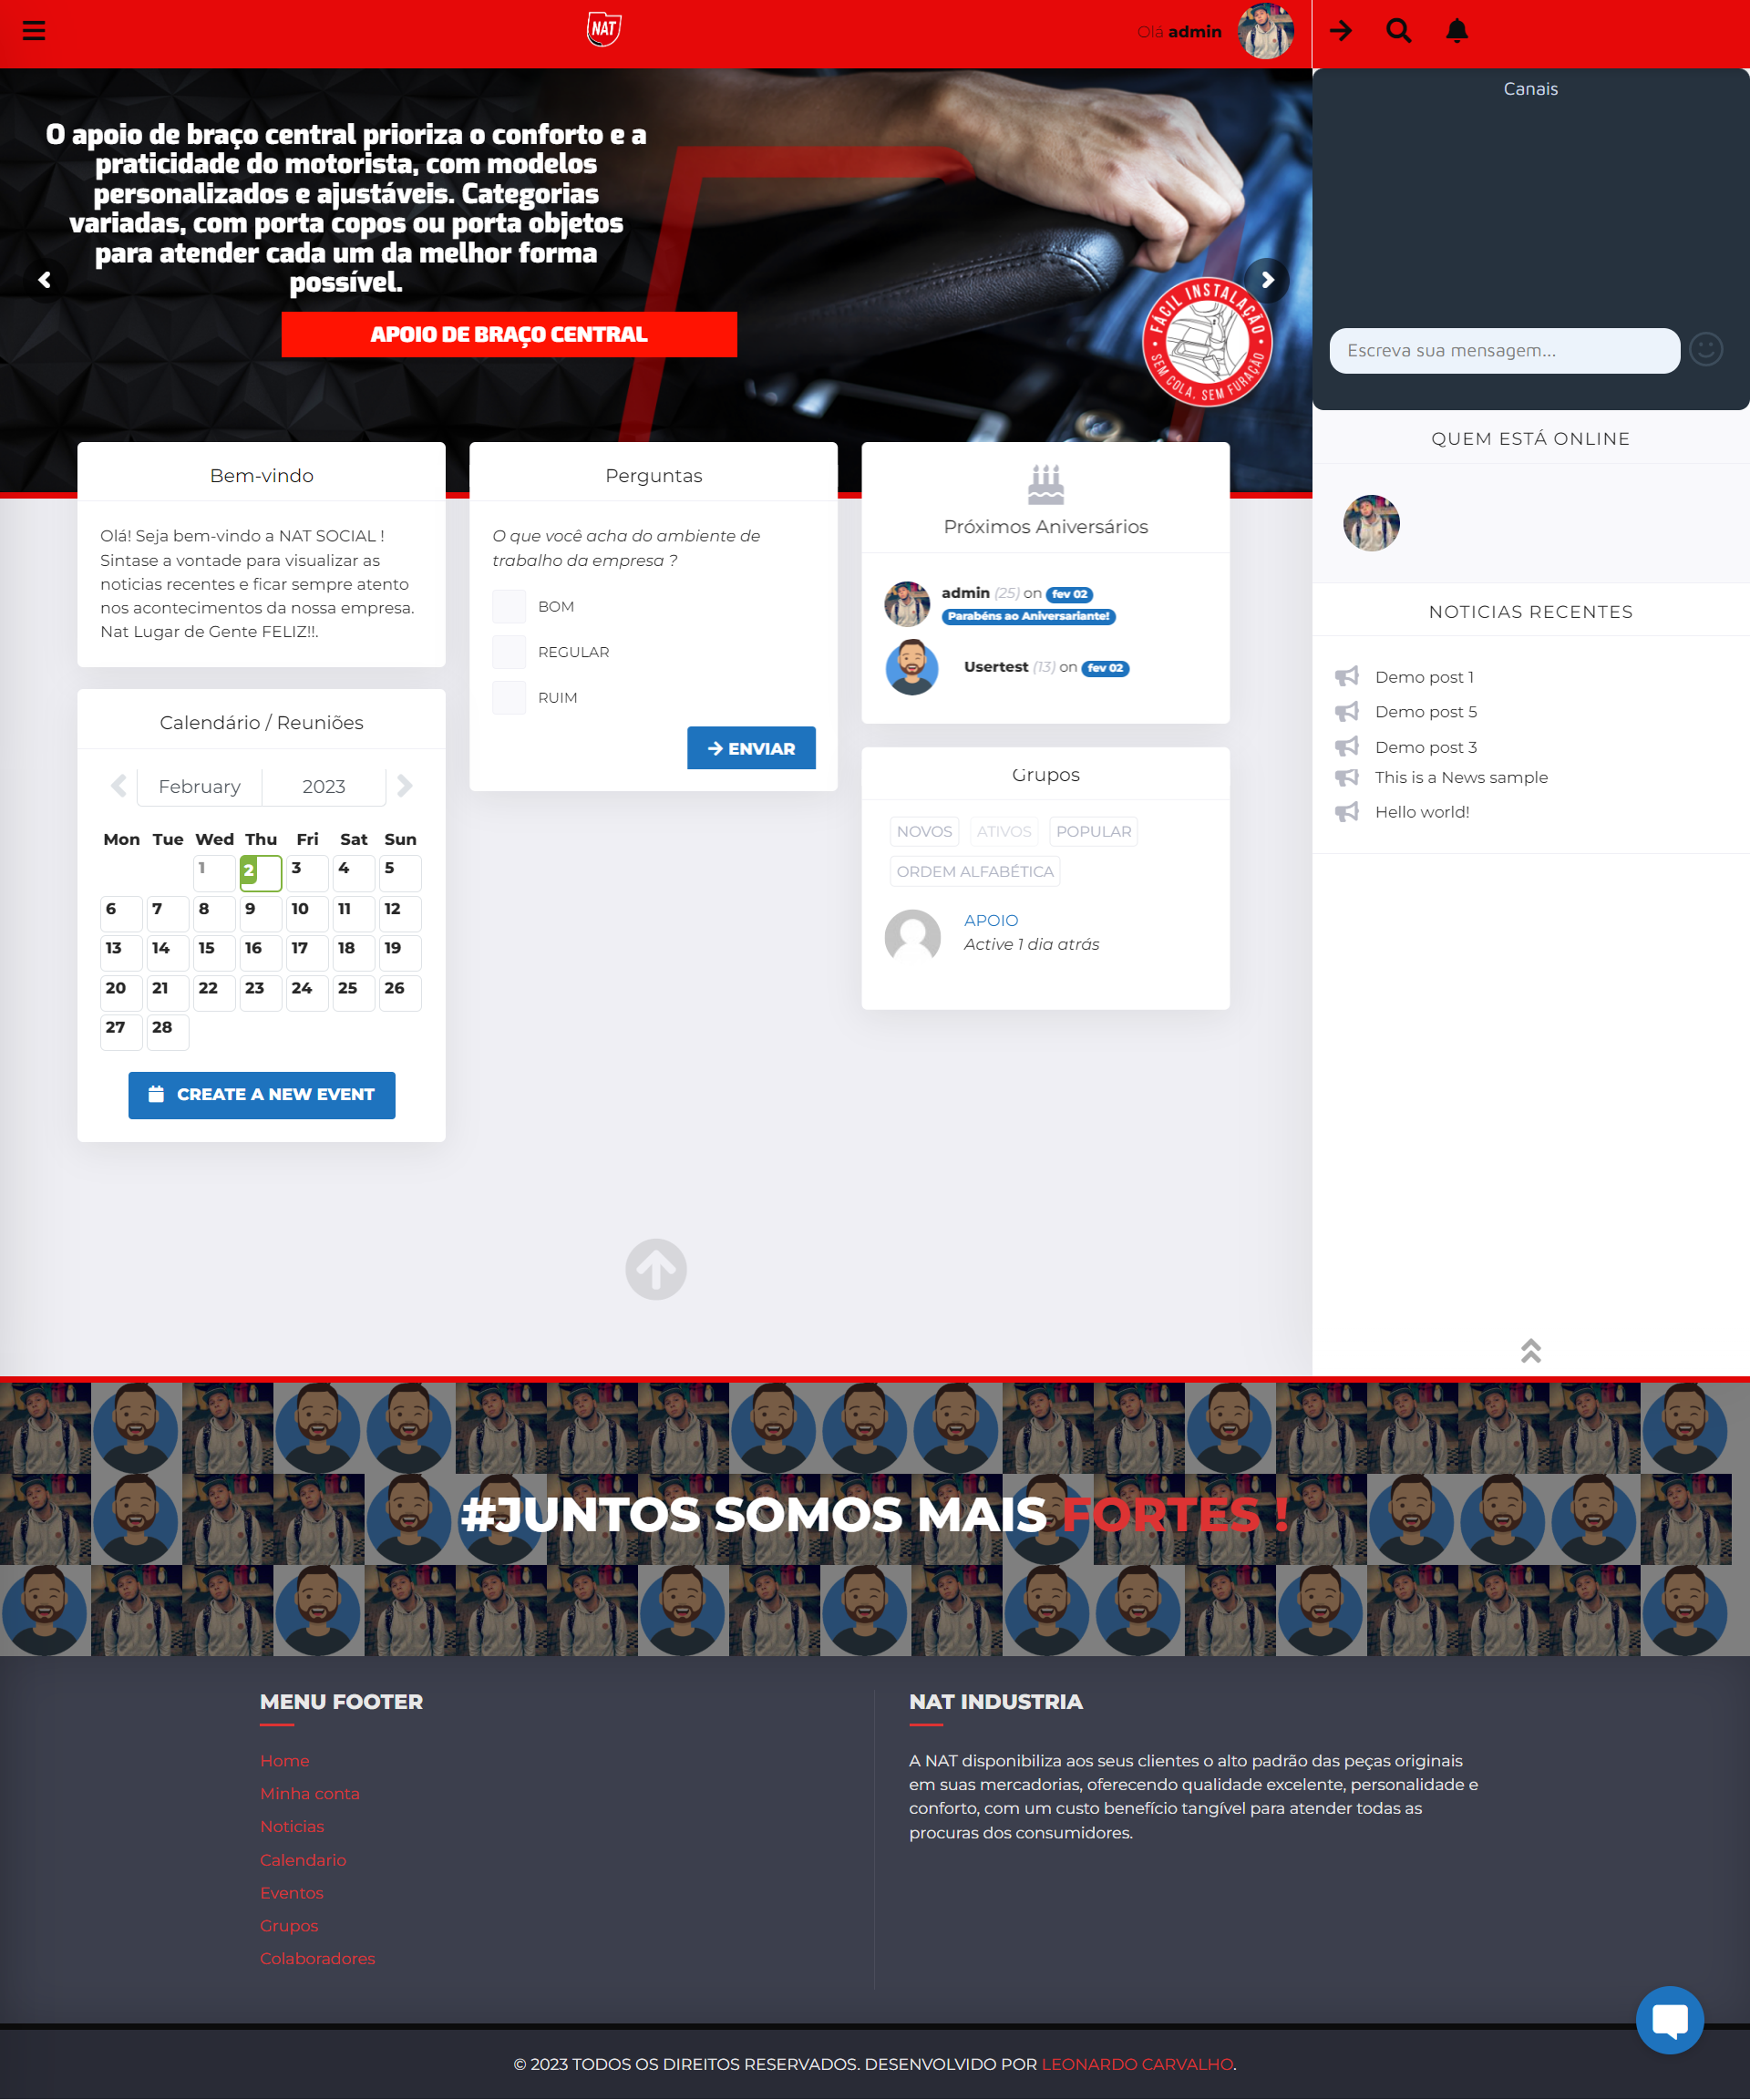 NAT
Olá admin
O apoio de braço central prioriza o conforto e a
praticidade do motorista, com modelos
personalizados e ajustáveis. Categorias
variadas, com porta copos ou porta objetos
para atender cada um da melhor forma
possível.
APOIO DE BRAÇO CENTRAL
• FÁCIL INSTALAÇÃO •
SEM COLA, SEM FURAÇÃO
Canais
Escreva sua mensagem...
Bem-vindo
Olá! Seja bem-vindo a NAT SOCIAL !
Sintase a vontade para visualizar as
noticias recentes e ficar sempre atento
nos acontecimentos da nossa empresa.
Nat Lugar de Gente FELIZ!!.
Calendário / Reuniões
February 2023
Mon Tue Wed Thu Fri Sat Sun
1 2 3 4 5
6 7 8 9 10 11 12
13 14 15 16 17 18 19
20 21 22 23 24 25 26
27 28
CREATE A NEW EVENT
Perguntas
O que você acha do ambiente de
trabalho da empresa ?
BOM
REGULAR
RUIM
ENVIAR
Próximos Aniversários
admin (25) on fev 02
Parabéns ao Aniversariante!
Usertest (13) on fev 02
Grupos
NOVOS ATIVOS POPULAR
ORDEM ALFABÉTICA
APOIO
Active 1 dia atrás
QUEM ESTÁ ONLINE
NOTICIAS RECENTES
Demo post 1
Demo post 5
Demo post 3
This is a News sample
Hello world!
#JUNTOS SOMOS MAIS FORTES !
MENU FOOTER
Home
Minha conta
Noticias
Calendario
Eventos
Grupos
Colaboradores
NAT INDUSTRIA
A NAT disponibiliza aos seus clientes o alto padrão das peças originais
em suas mercadorias, oferecendo qualidade excelente, personalidade e
conforto, com um custo benefício tangível para atender todas as
procuras dos consumidores.
© 2023 TODOS OS DIREITOS RESERVADOS. DESENVOLVIDO POR LEONARDO CARVALHO.